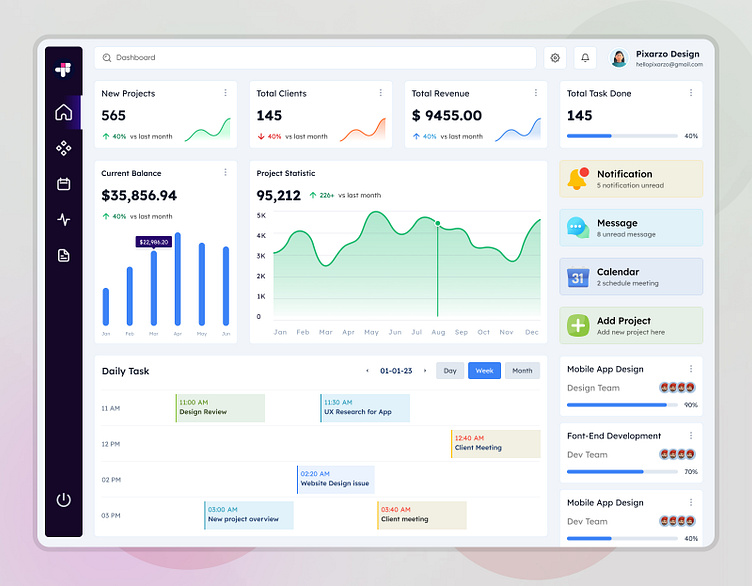 Dashboard
Pixarzo Design
hellopixarzo@gmail.com
New Projects
565
40% vs last month
Total Clients
145
40% vs last month
Total Revenue
$ 9455.00
40% vs last month
Total Task Done
145
40%
Current Balance
$35,856.94
40% vs last month
$22,986.20
Jan Feb Mar Apr May Jun
Project Statistic
95,212 226+ vs last month
5K
4K
3K
2K
1K
0
Jan Feb Mar Apr May Jun Jul Aug Sep Oct Nov Dec
Notification
5 notification unread
Message
8 unread message
31
Calendar
2 schedule meeting
Add Project
Add new project here
Daily Task
01-01-23
Day Week Month
11 AM
11:00 AM
Design Review
11:30 AM
UX Research for App
12 PM
12:40 AM
Client Meeting
02 PM
02:20 AM
Website Design issue
03 PM
03:00 AM
New project overview
03:40 AM
Client meeting
Mobile App Design
Design Team
90%
Font-End Development
Dev Team
70%
Mobile App Design
Dev Team
40%